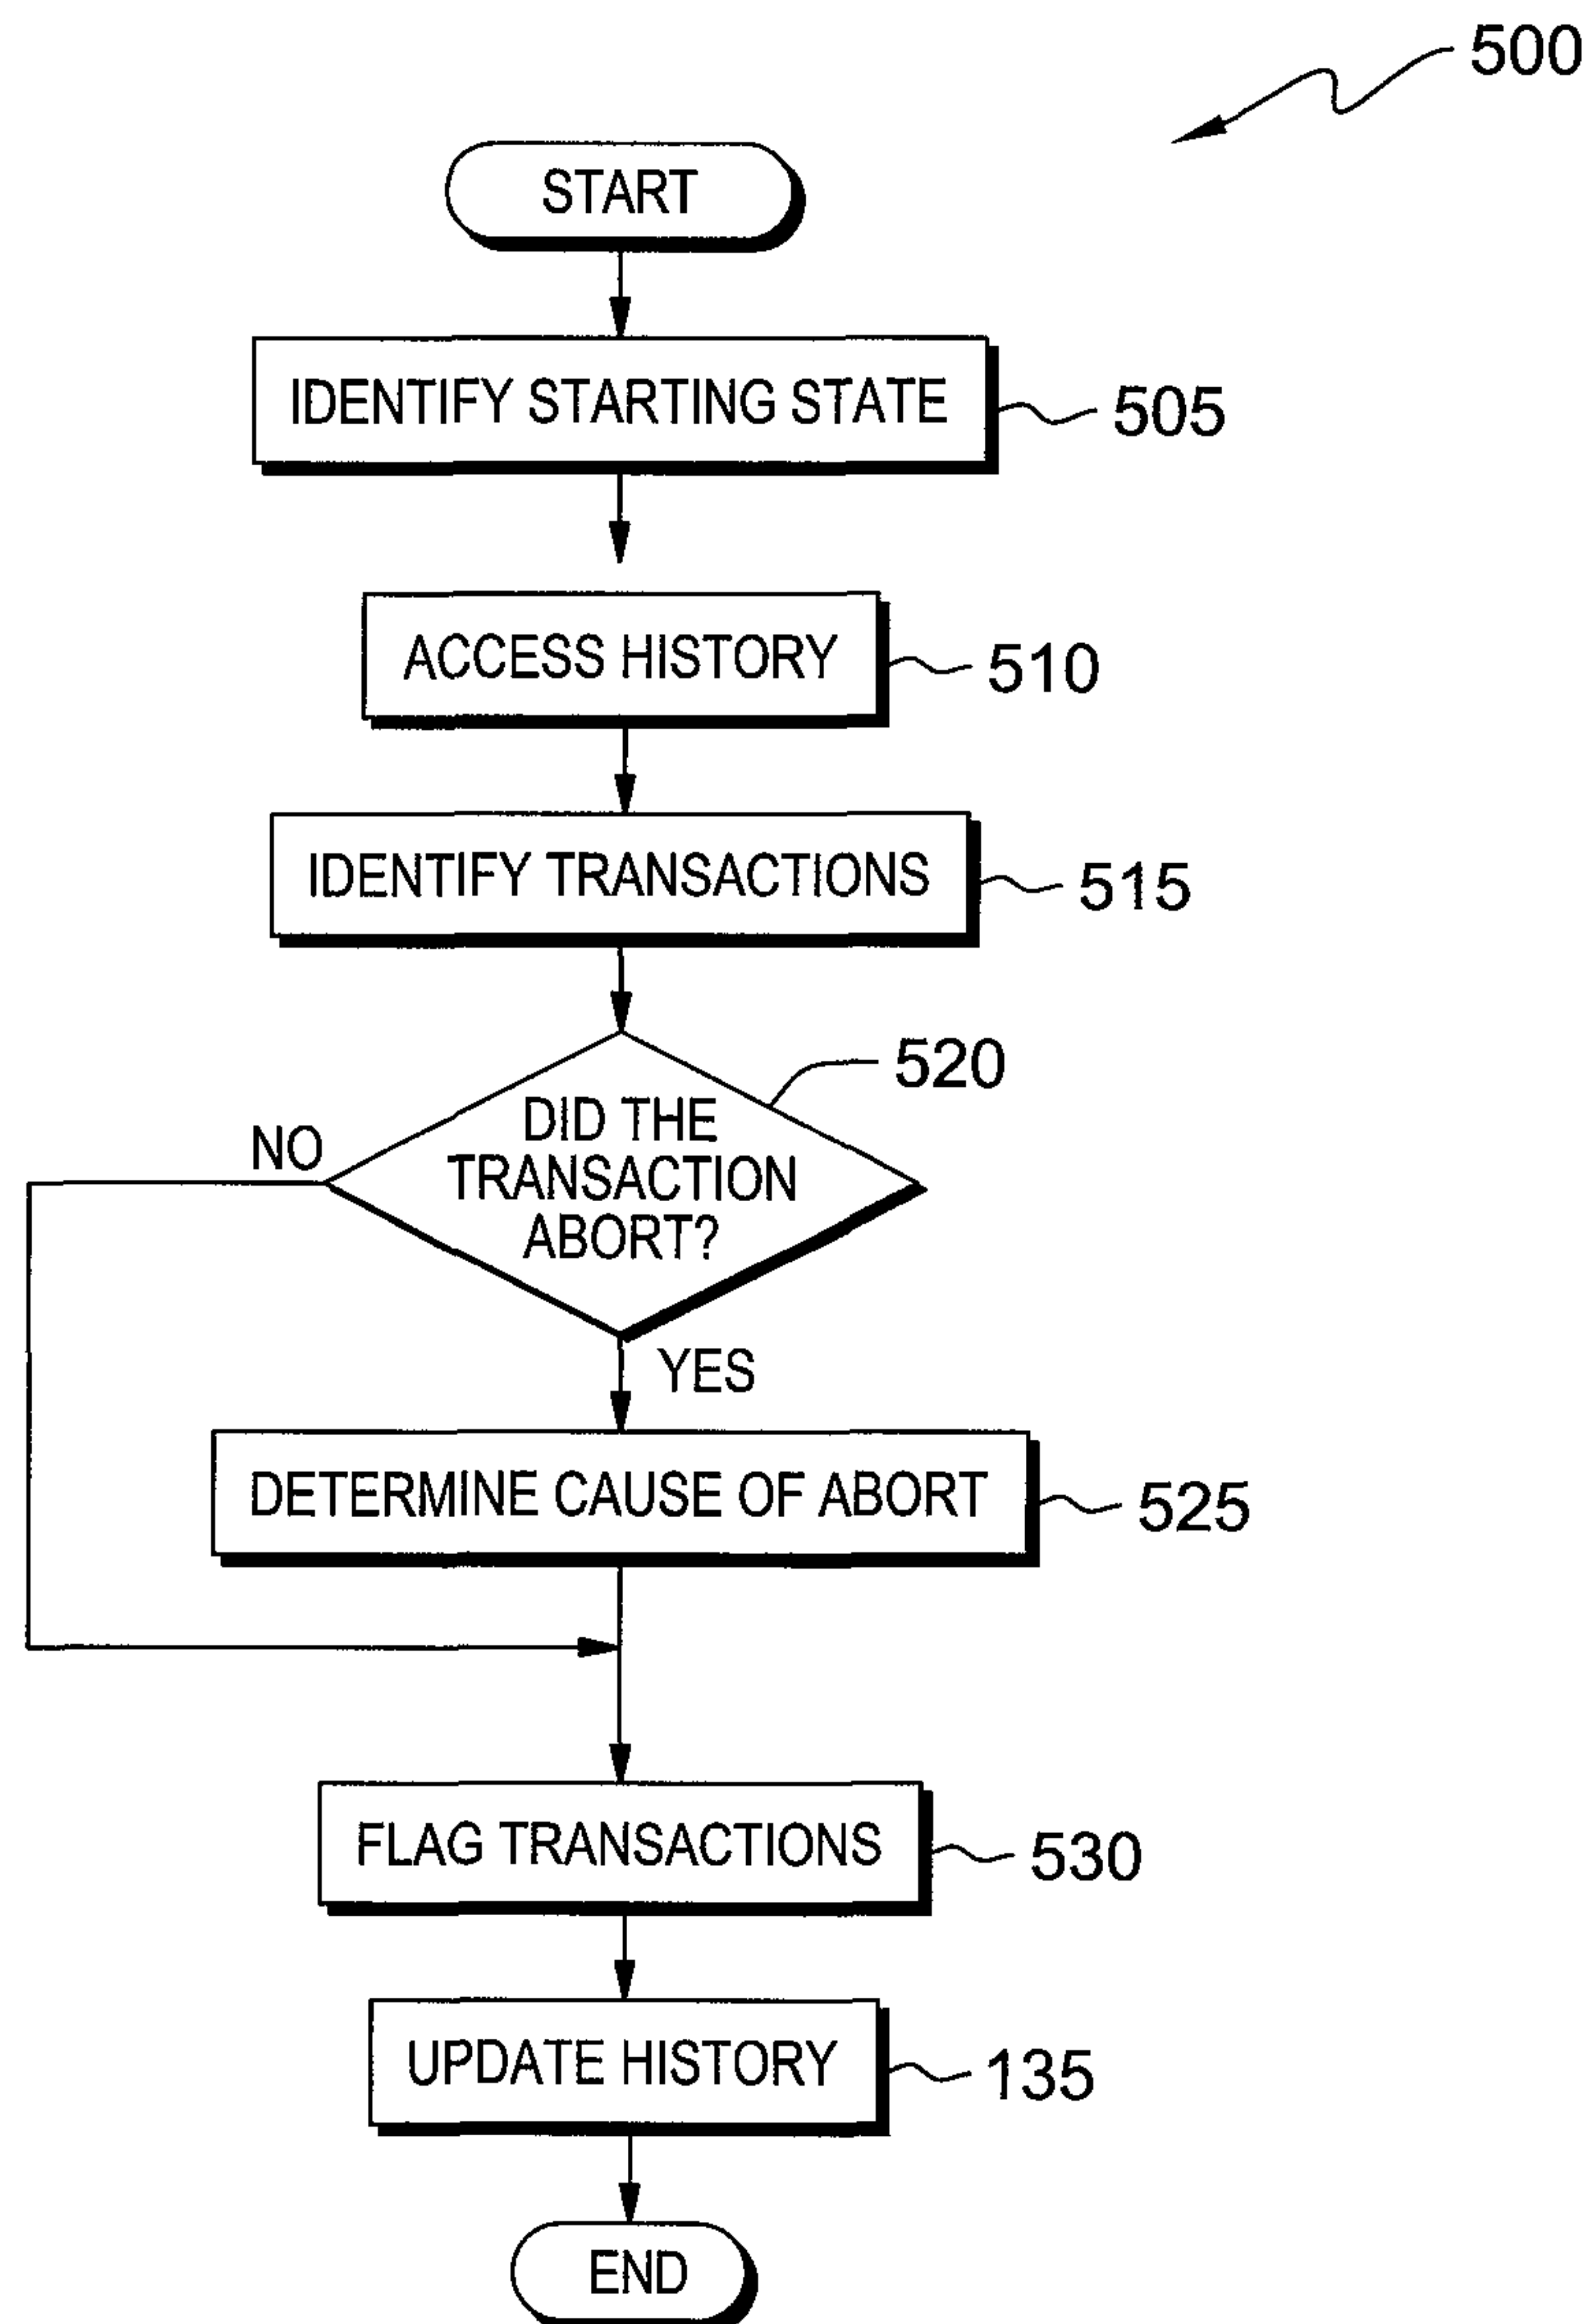 500
START
IDENTIFY STARTING STATE
505
ACCESS HISTORY
510
IDENTIFY TRANSACTIONS
515
520
DID THE
TRANSACTION
ABORT?
NO
YES
DETERMINE CAUSE OF ABORT
525
FLAG TRANSACTIONS
530
UPDATE HISTORY
135
END